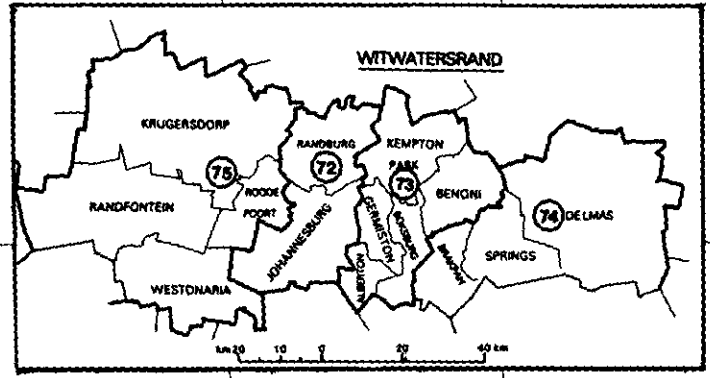 WITWATERSRAND
KRUGERSDORP
RANDBURG
KEMPTON
PARK
75
72
73
ROODE
POORT
RANDFONTEIN
BENONI
GERMISTON
BOKSBURG
74
DELMAS
JOHANNESBURG
ALBERTON
BRAKPAN
SPRINGS
WESTONARIA
km 20 10 0 20 40 km